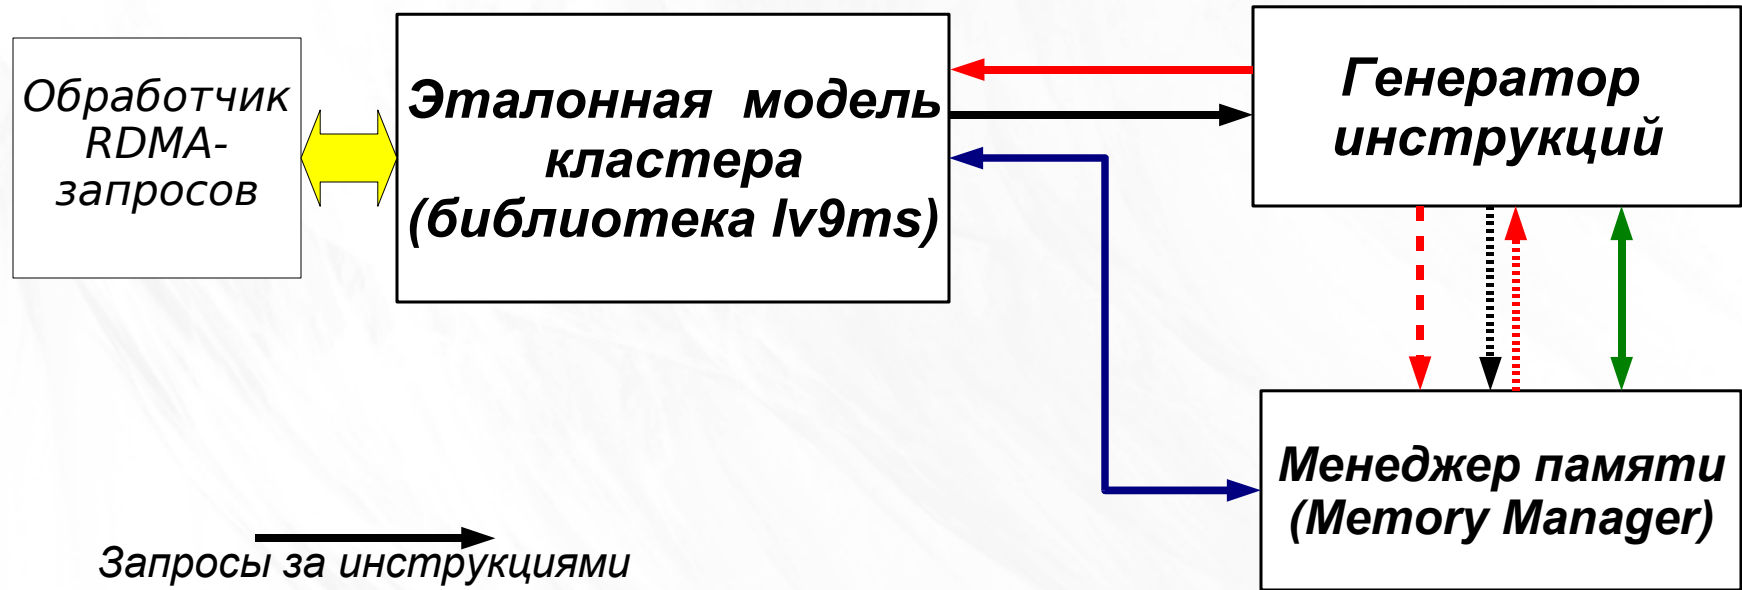 Обработчик
RDMA-
запросов
Эталонная модель
кластера
(библиотека lv9ms)
Генератор
инструкций
Менеджер памяти
(Memory Manager)
Запросы за инструкциями